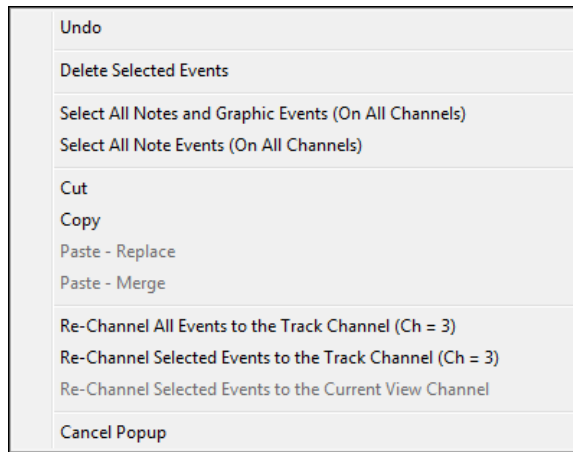 Undo
Delete Selected Events
Select All Notes and Graphic Events (On All Channels)
Select All Note Events (On All Channels)
Cut
Copy
Paste - Replace
Paste - Merge
Re-Channel All Events to the Track Channel (Ch = 3)
Re-Channel Selected Events to the Track Channel (Ch = 3)
Re-Channel Selected Events to the Current View Channel
Cancel Popup